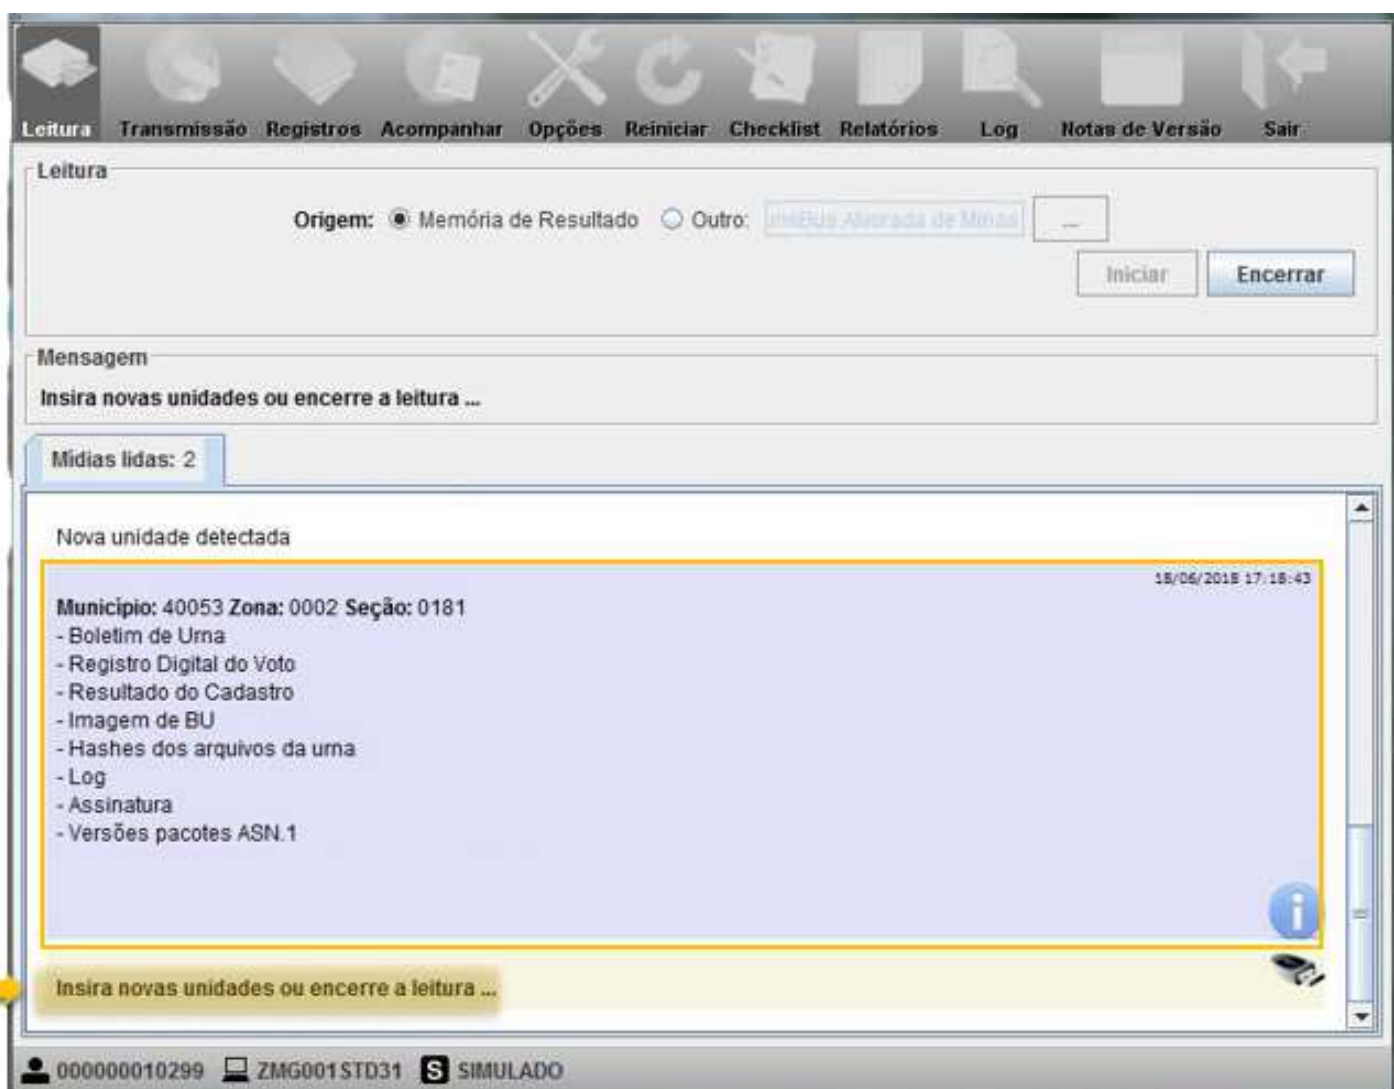 Leitura Transmissão Registros Acompanhar Opções Reiniciar Checklist Relatórios Log Notas de Versão Sair
Leitura
Origem: Memória de Resultado Outro: Alvorada de Minas ...
Iniciar Encerrar
Mensagem
Insira novas unidades ou encerre a leitura ...
Mídias lidas: 2
Nova unidade detectada
18/06/2018 17:18:43
Município: 40053 Zona: 0002 Seção: 0181
- Boletim de Urna
- Registro Digital do Voto
- Resultado do Cadastro
- Imagem de BU
- Hashes dos arquivos da urna
- Log
- Assinatura
- Versões pacotes ASN.1
Insira novas unidades ou encerre a leitura ...
000000010299 ZMG001STD31 S SIMULADO